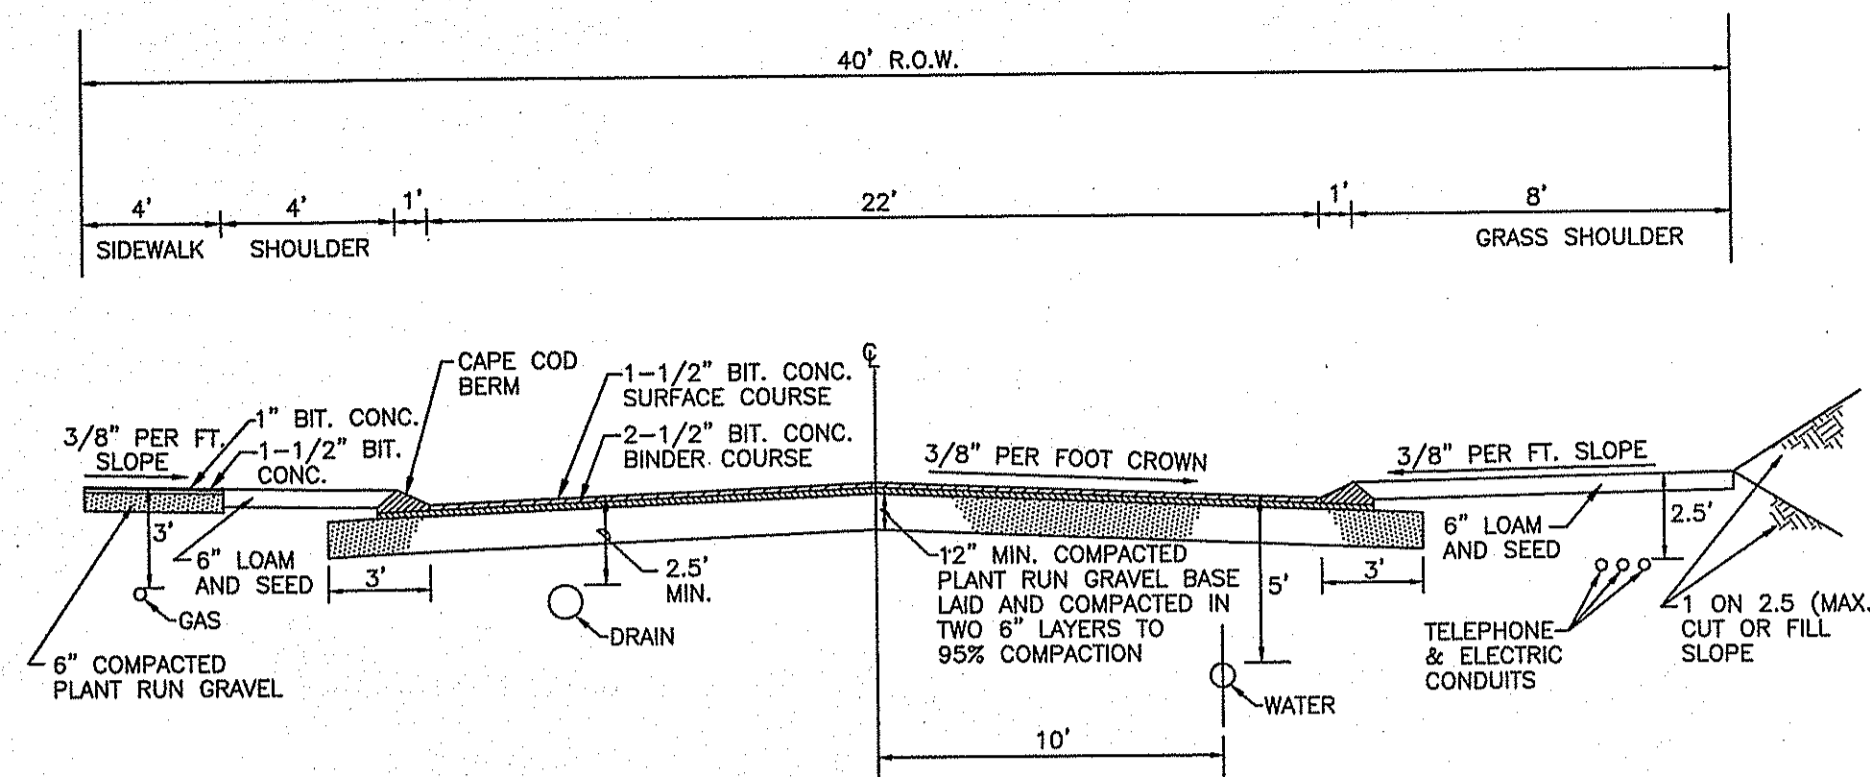 40' R.O.W.
4'
4'
1'
22'
1'
8'
SIDEWALK
SHOULDER
GRASS SHOULDER
℄
CAPE COD
BERM
1-1/2" BIT. CONC.
SURFACE COURSE
2-1/2" BIT. CONC.
BINDER COURSE
1" BIT. CONC.
1-1/2" BIT.
CONC.
3/8" PER FT.
SLOPE
3/8" PER FOOT CROWN
3/8" PER FT. SLOPE
3'
6" LOAM
AND SEED
3'
GAS
6" COMPACTED
PLANT RUN GRAVEL
2.5'
MIN.
DRAIN
12" MIN. COMPACTED
PLANT RUN GRAVEL BASE
LAID AND COMPACTED IN
TWO 6" LAYERS TO
95% COMPACTION
5'
3'
WATER
10'
6" LOAM
AND SEED
2.5'
TELEPHONE
& ELECTRIC
CONDUITS
1 ON 2.5 (MAX.
CUT OR FILL
SLOPE